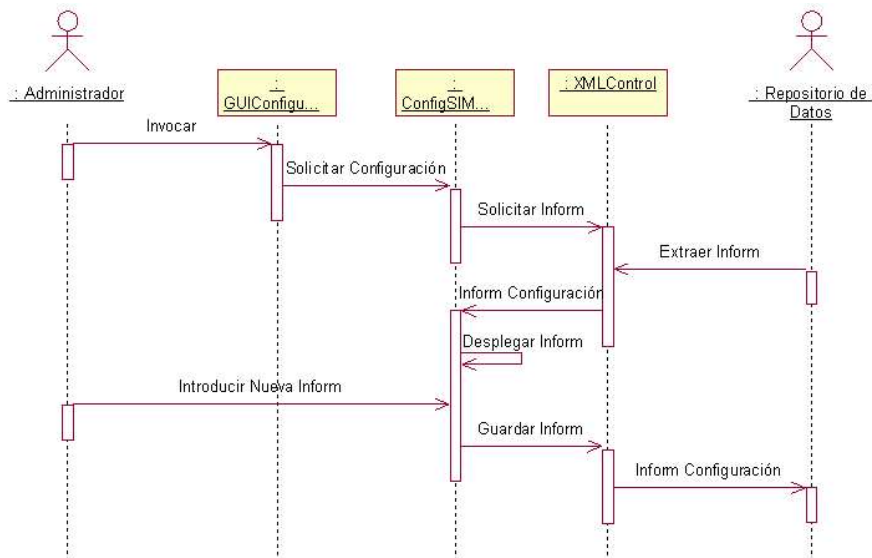 : Administrador
:
GUIConfigu...
:
ConfigSIM...
: XMLControl
: Repositorio de
Datos
Invocar
Solicitar Configuración
Solicitar Inform
Extraer Inform
Inform Configuración
Desplegar Inform
Introducir Nueva Inform
Guardar Inform
Inform Configuración